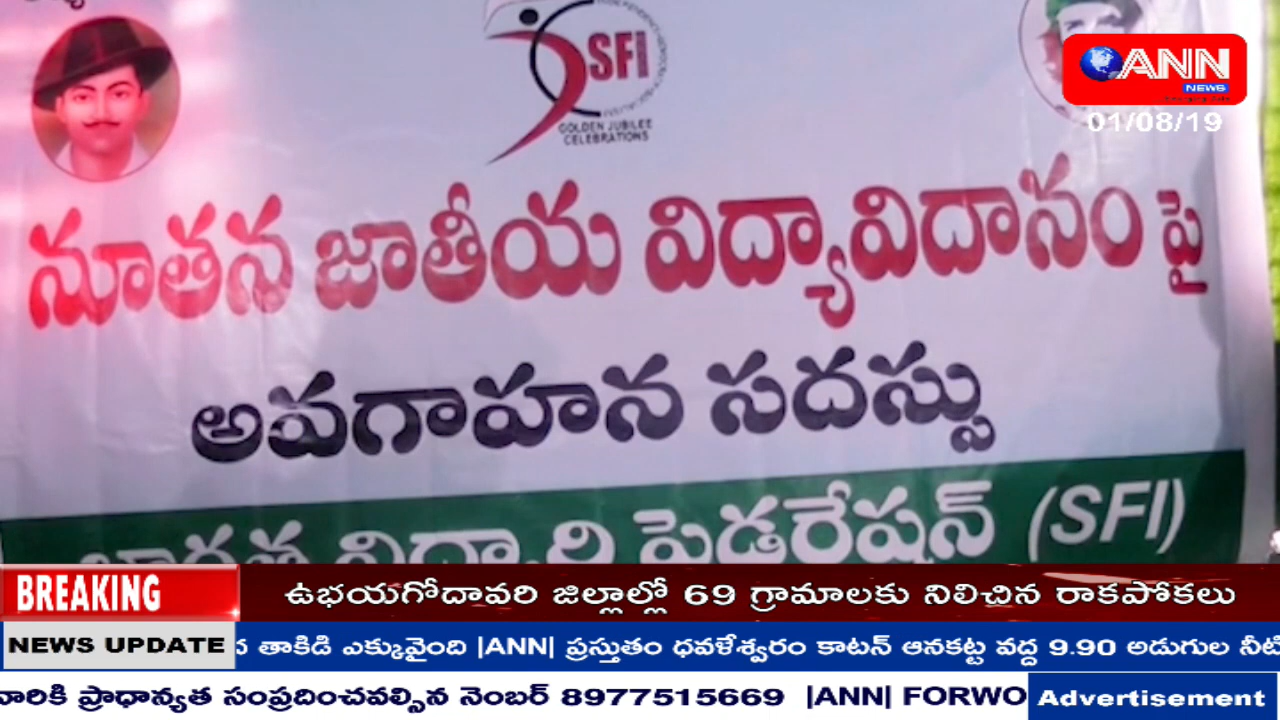 SFI
GOLDEN JUBILEE
CELEBRATIONS
ANN
NEWS
01/08/19
నూతన జాతీయ విద్యావిదానం పై
అవగాహన సదస్సు
భారత విద్యార్థి ఫెడరేషన్ (SFI)
BREAKING
ఉభయగోదావరి జిల్లాల్లో 69 గ్రామాలకు నిలిచిన రాకపోకలు
NEWS UPDATE
తాకిడి ఎక్కువైంది |ANN| ప్రస్తుతం ధవళేశ్వరం కాటన్ ఆనకట్ట వద్ద 9.90 అడుగుల నీటి
వారికి ప్రాధాన్యత సంప్రదించవల్సిన నెంబర్ 8977515669 |ANN| FORWO
Advertisement